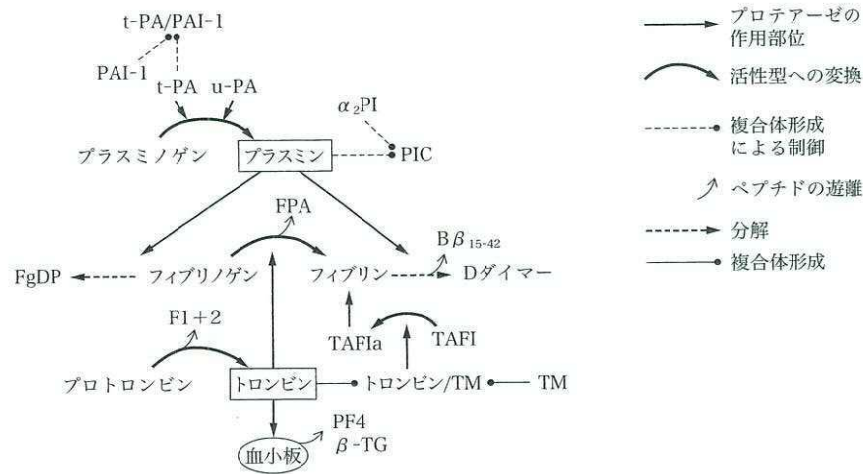 t-PA/PAI-1
PAI-1
t-PA
u-PA
α₂PI
プラスミノゲン
プラスミン
PIC
FPA
Bβ₁₅₋₄₂
FgDP
フィブリノゲン
フィブリン
Dダイマー
F1+2
TAFIa
TAFI
プロトロンビン
トロンビン
トロンビン/TM
TM
PF4
β-TG
血小板
プロテアーゼの
作用部位
活性型への変換
複合体形成
による制御
ペプチドの遊離
分解
複合体形成